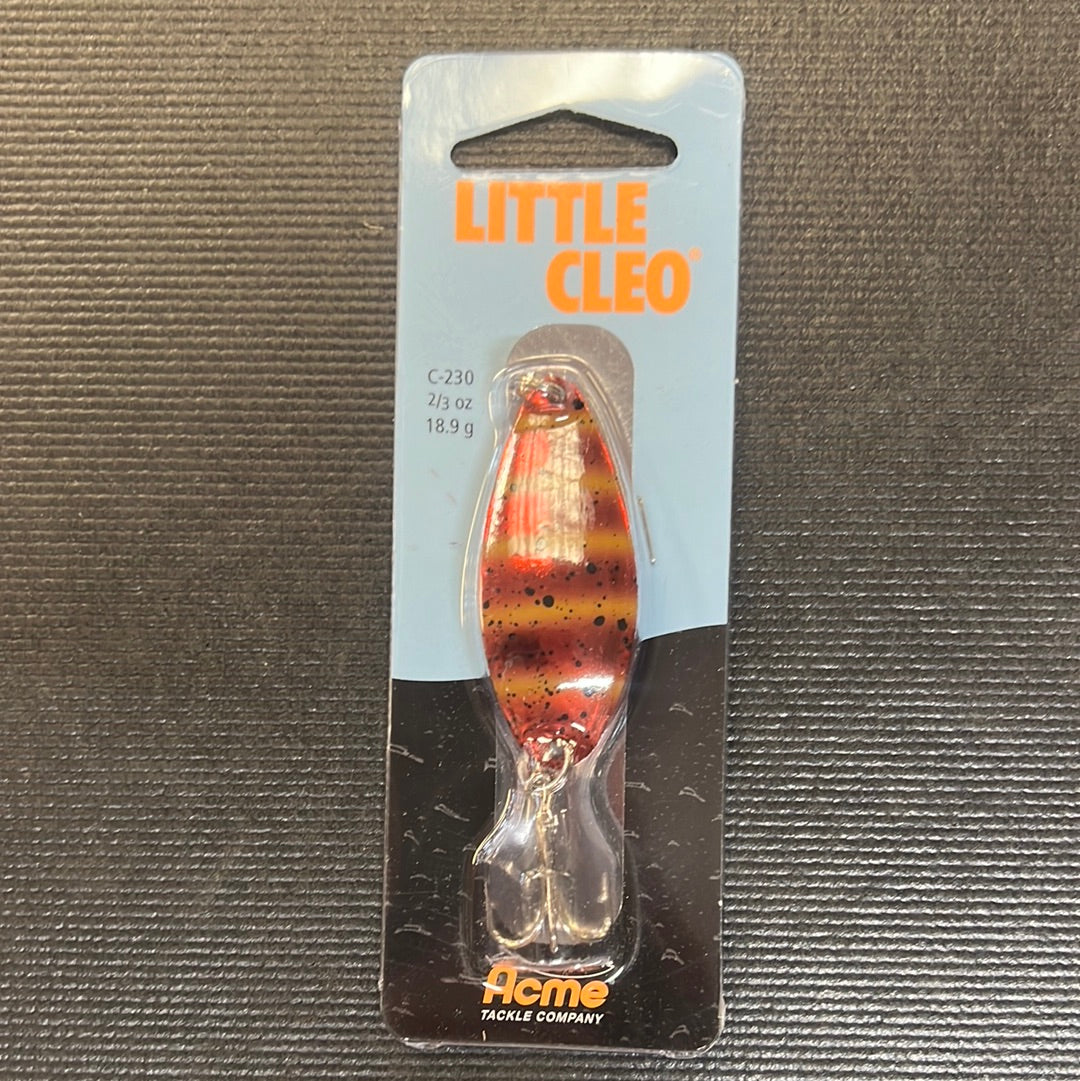 LITTLE
CLEO®
C-230
2/3 oz
18.9 g
Acme
TACKLE COMPANY